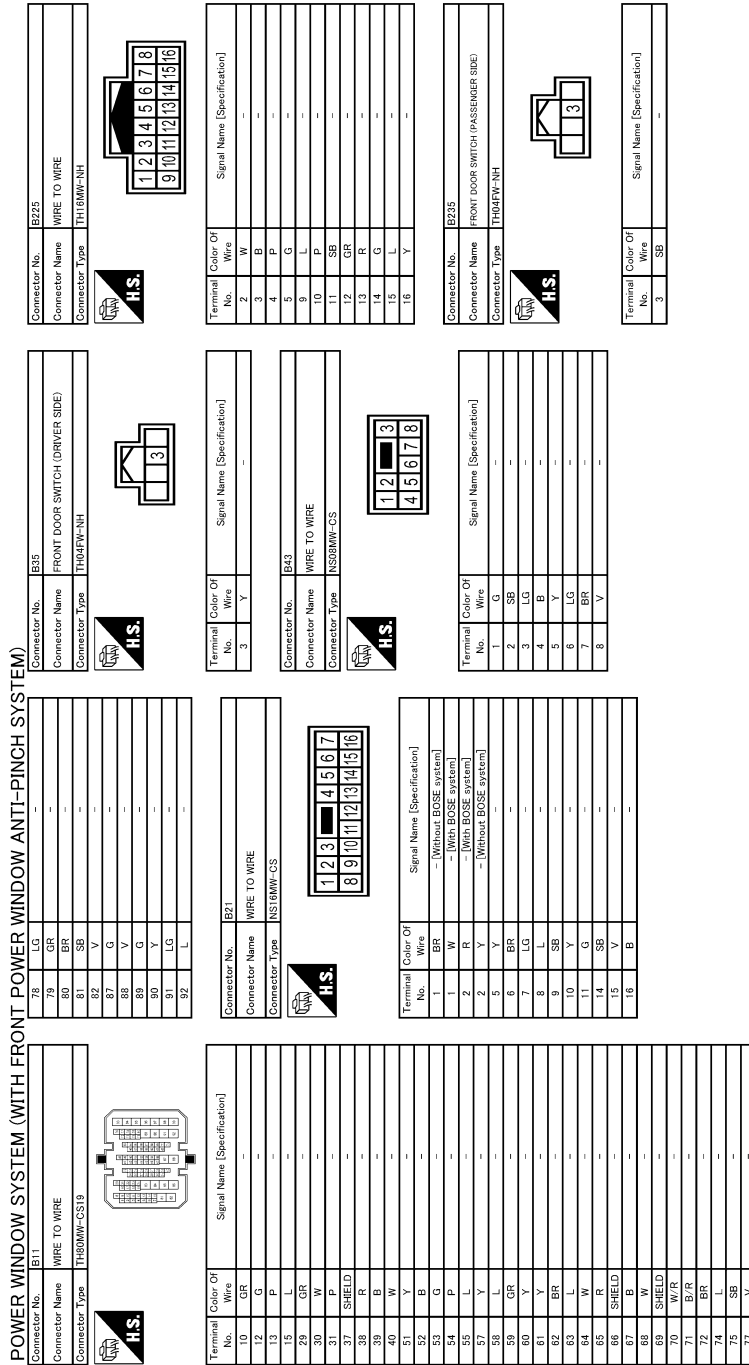 POWER WINDOW SYSTEM (WITH FRONT POWER WINDOW ANTI-PINCH SYSTEM)
Connector No. B11
Connector Name WIRE TO WIRE
Connector Type TH80MW-CS19
H.S.
Terminal No. Color Of Wire Signal Name [Specification]
10 GR –
12 G –
13 P –
15 L –
29 GR –
30 W –
31 P –
37 SHIELD –
38 R –
39 B –
40 W –
51 Y –
52 B –
53 G –
54 P –
55 L –
57 Y –
58 L –
59 GR –
60 Y –
61 Y –
62 BR –
63 L –
64 W –
65 R –
66 SHIELD –
67 B –
68 W –
69 SHIELD –
70 W/R –
71 B/R –
72 BR –
74 L –
75 SB –
77 V –
78 LG –
79 GR –
80 BR –
81 SB –
82 V –
87 G –
88 V –
89 G –
90 Y –
91 LG –
92 L –
Connector No. B21
Connector Name WIRE TO WIRE
Connector Type NS16MW-CS
H.S.
1 2 3 4 5 6 7
8 9 10 11 12 13 14 15 16
Terminal No. Color Of Wire Signal Name [Specification]
1 BR – [Without BOSE system]
1 W – [With BOSE system]
2 R – [With BOSE system]
2 Y – [Without BOSE system]
5 Y –
6 BR –
7 LG –
8 L –
9 SB –
10 Y –
11 G –
14 SB –
15 V –
16 B –
Connector No. B35
Connector Name FRONT DOOR SWITCH (DRIVER SIDE)
Connector Type TH04FW-NH
H.S.
3
Terminal No. Color Of Wire Signal Name [Specification]
3 Y –
Connector No. B43
Connector Name WIRE TO WIRE
Connector Type NS08MW-CS
H.S.
1 2 3
4 5 6 7 8
Terminal No. Color Of Wire Signal Name [Specification]
1 G –
2 SB –
3 LG –
4 B –
5 Y –
6 LG –
7 BR –
8 V –
Connector No. B225
Connector Name WIRE TO WIRE
Connector Type TH16MW-NH
H.S.
1 2 3 4 5 6 7 8
9 10 11 12 13 14 15 16
Terminal No. Color Of Wire Signal Name [Specification]
2 W –
3 B –
4 P –
5 G –
9 L –
10 P –
11 SB –
12 GR –
13 R –
14 G –
15 L –
16 Y –
Connector No. B235
Connector Name FRONT DOOR SWITCH (PASSENGER SIDE)
Connector Type TH04FW-NH
H.S.
3
Terminal No. Color Of Wire Signal Name [Specification]
3 SB –